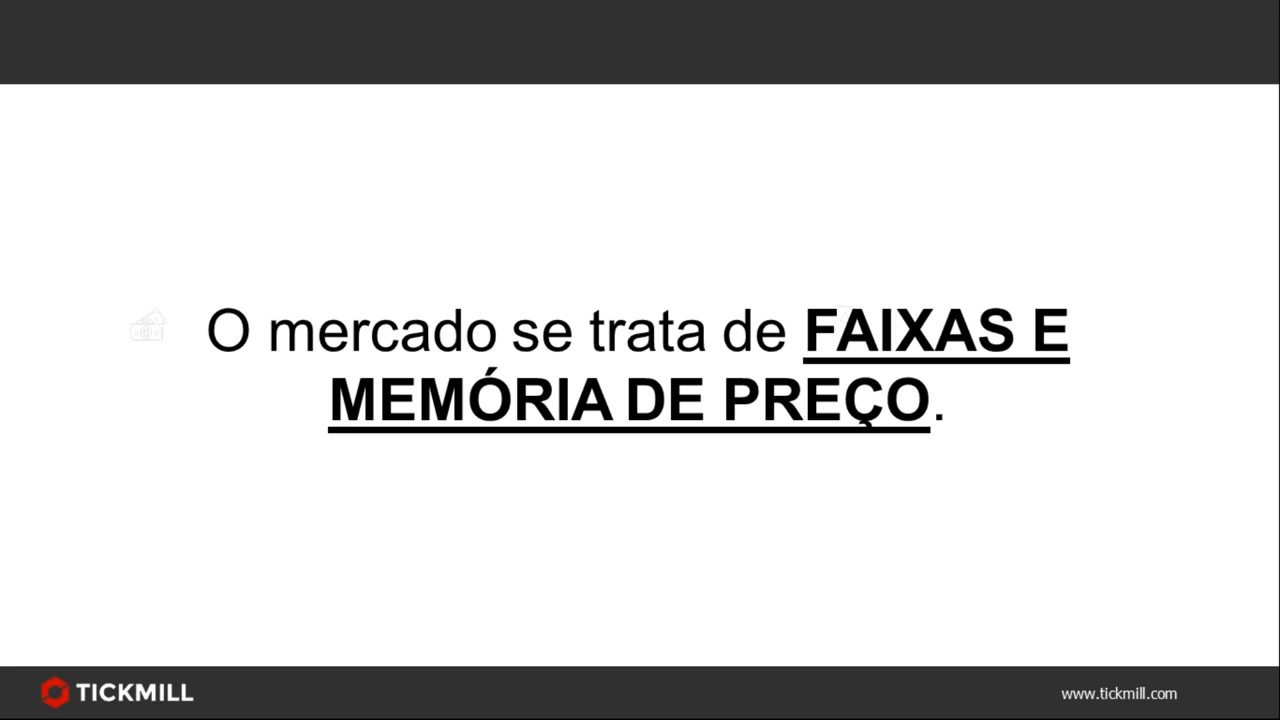 O mercado se trata de FAIXAS E
MEMÓRIA DE PREÇO.
TICKMILL
www.tickmill.com